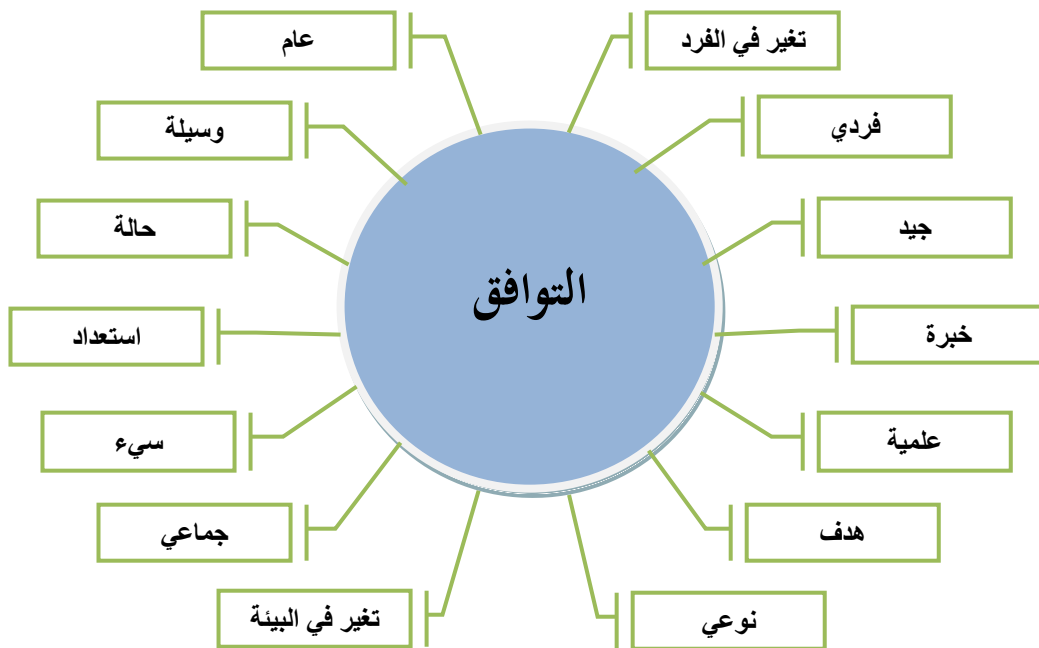 تغير في الفرد
عام
فردي
وسيلة
جيد
حالة
التوافق
خبرة
استعداد
علمية
سيء
هدف
جماعي
نوعي
تغير في البيئة